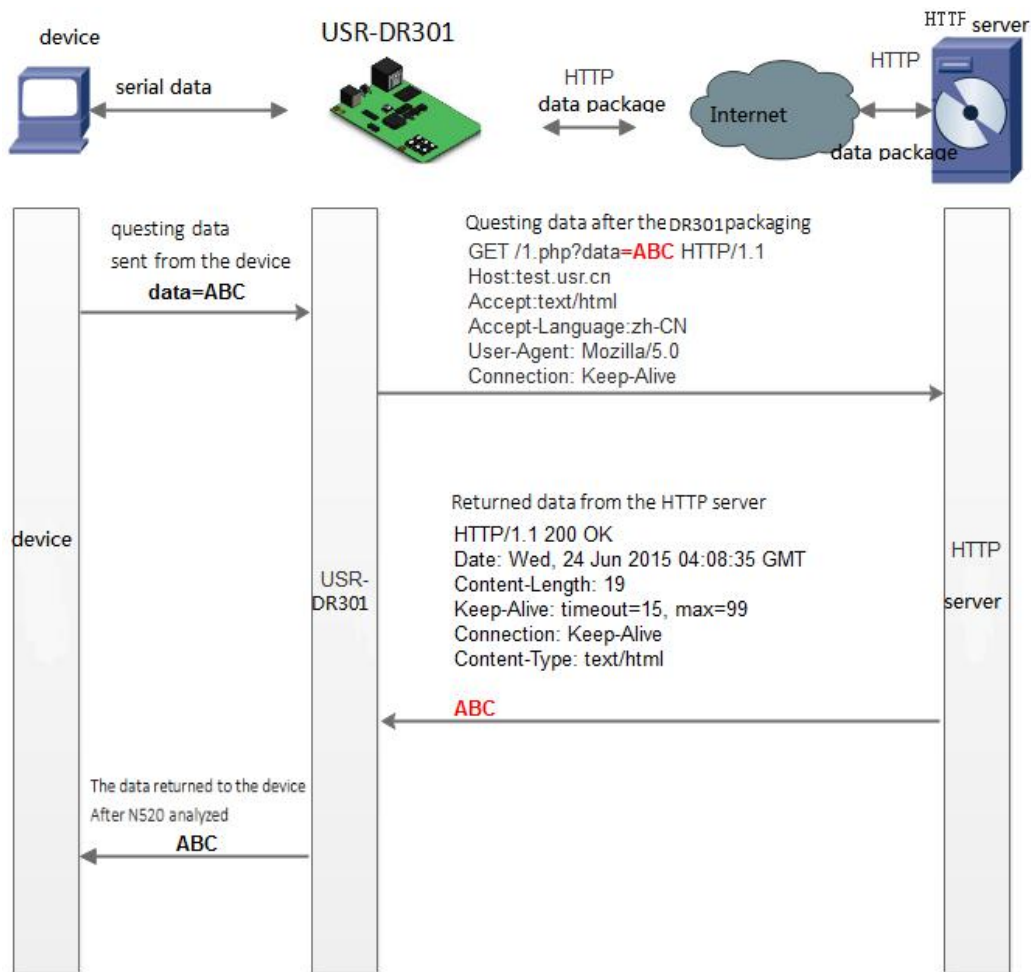 device
USR-DR301
HTTF server
serial data
HTTP
data package
Internet
HTTP
data package
questing data
sent from the device
data=ABC
Questing data after the DR301 packaging
GET /1.php?data=ABC HTTP/1.1
Host:test.usr.cn
Accept:text/html
Accept-Language:zh-CN
User-Agent: Mozilla/5.0
Connection: Keep-Alive
Returned data from the HTTP server
HTTP/1.1 200 OK
Date: Wed, 24 Jun 2015 04:08:35 GMT
Content-Length: 19
Keep-Alive: timeout=15, max=99
Connection: Keep-Alive
Content-Type: text/html
ABC
device
USR-
DR301
HTTP
server
The data returned to the device
After N520 analyzed
ABC